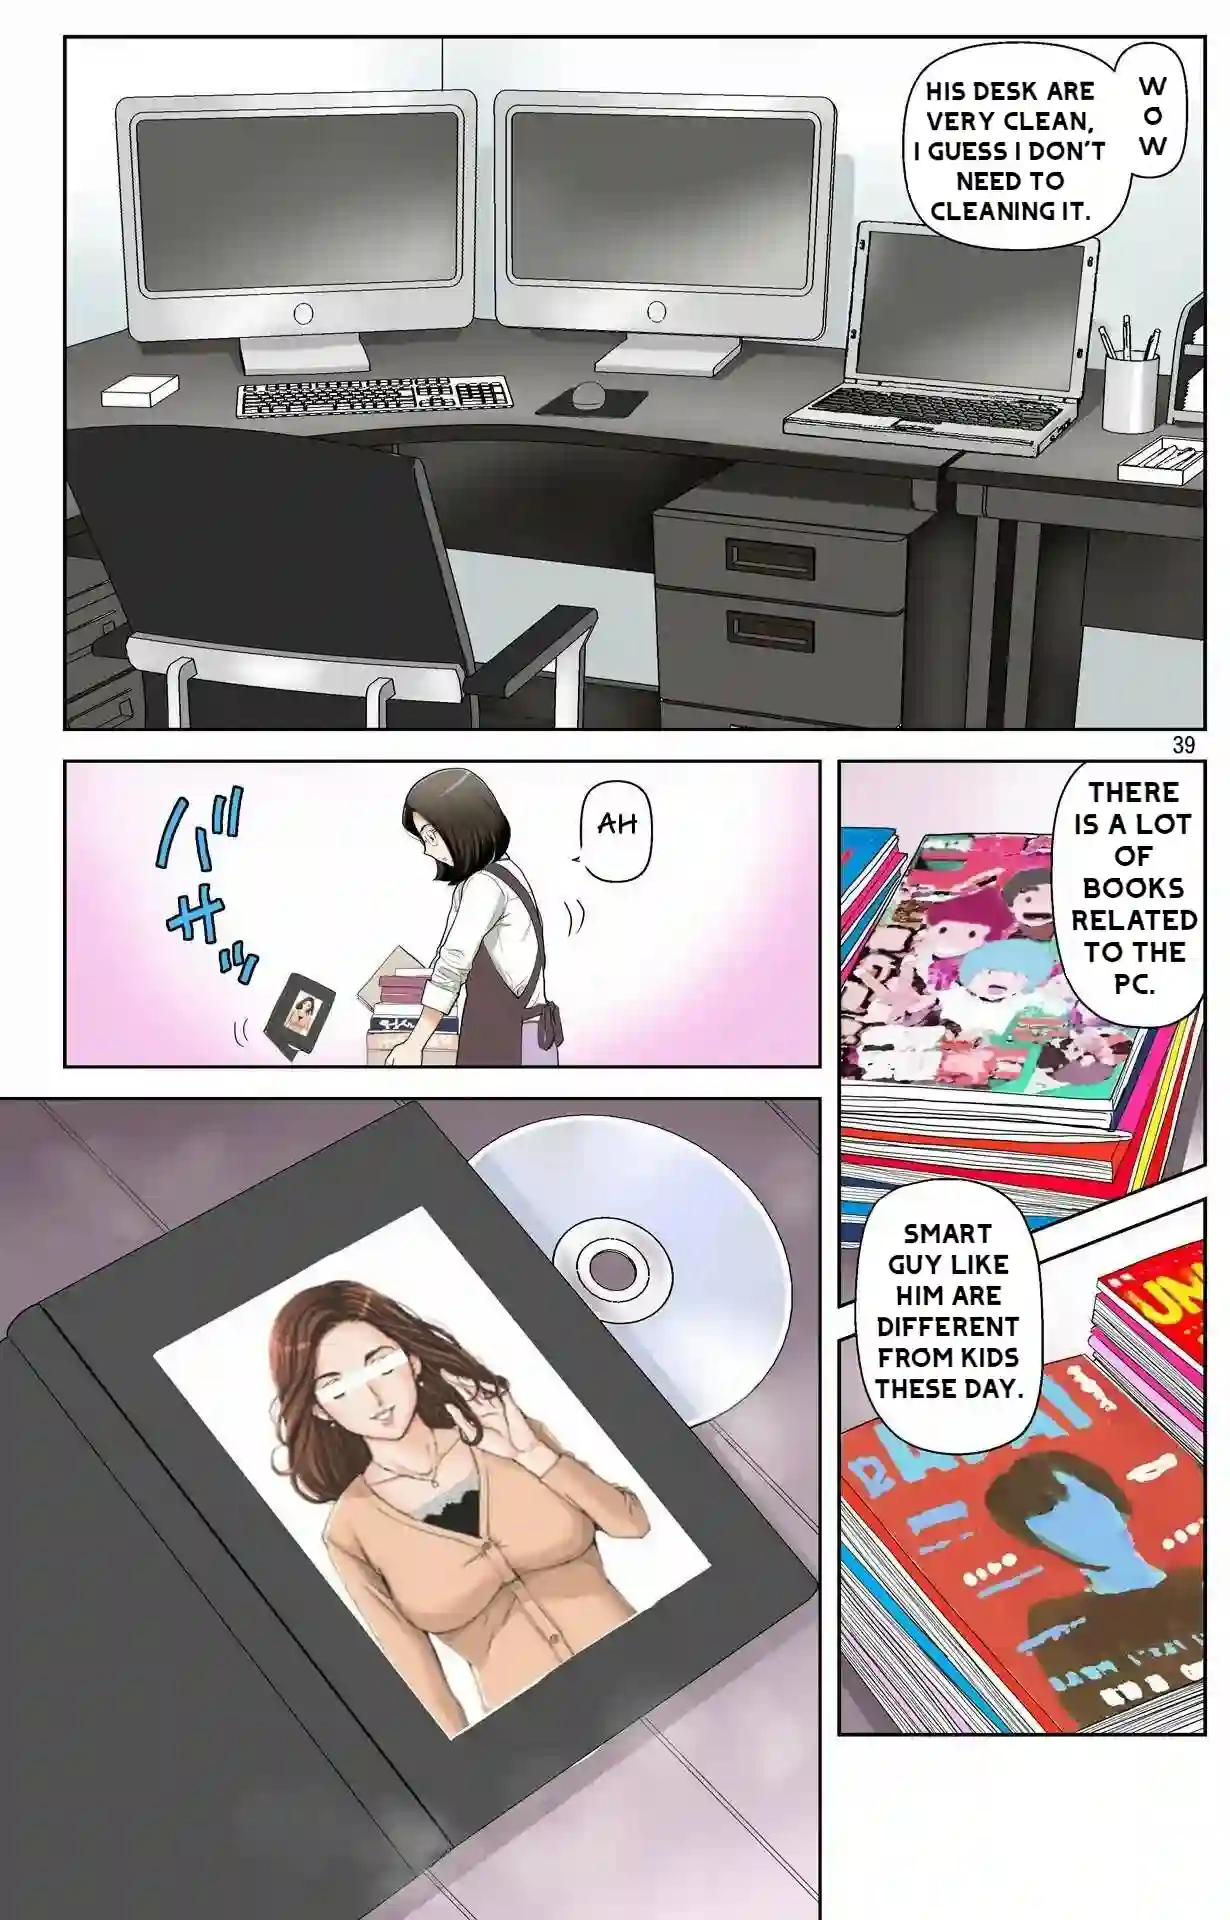 W
O
W
HIS DESK ARE
VERY CLEAN,
I GUESS I DON'T
NEED TO
CLEANING IT.
39
THERE
IS A LOT
OF
BOOKS
RELATED
TO THE
PC.
SMART
GUY LIKE
HIM ARE
DIFFERENT
FROM KIDS
THESE DAY.
AH
バ
サ
ッ